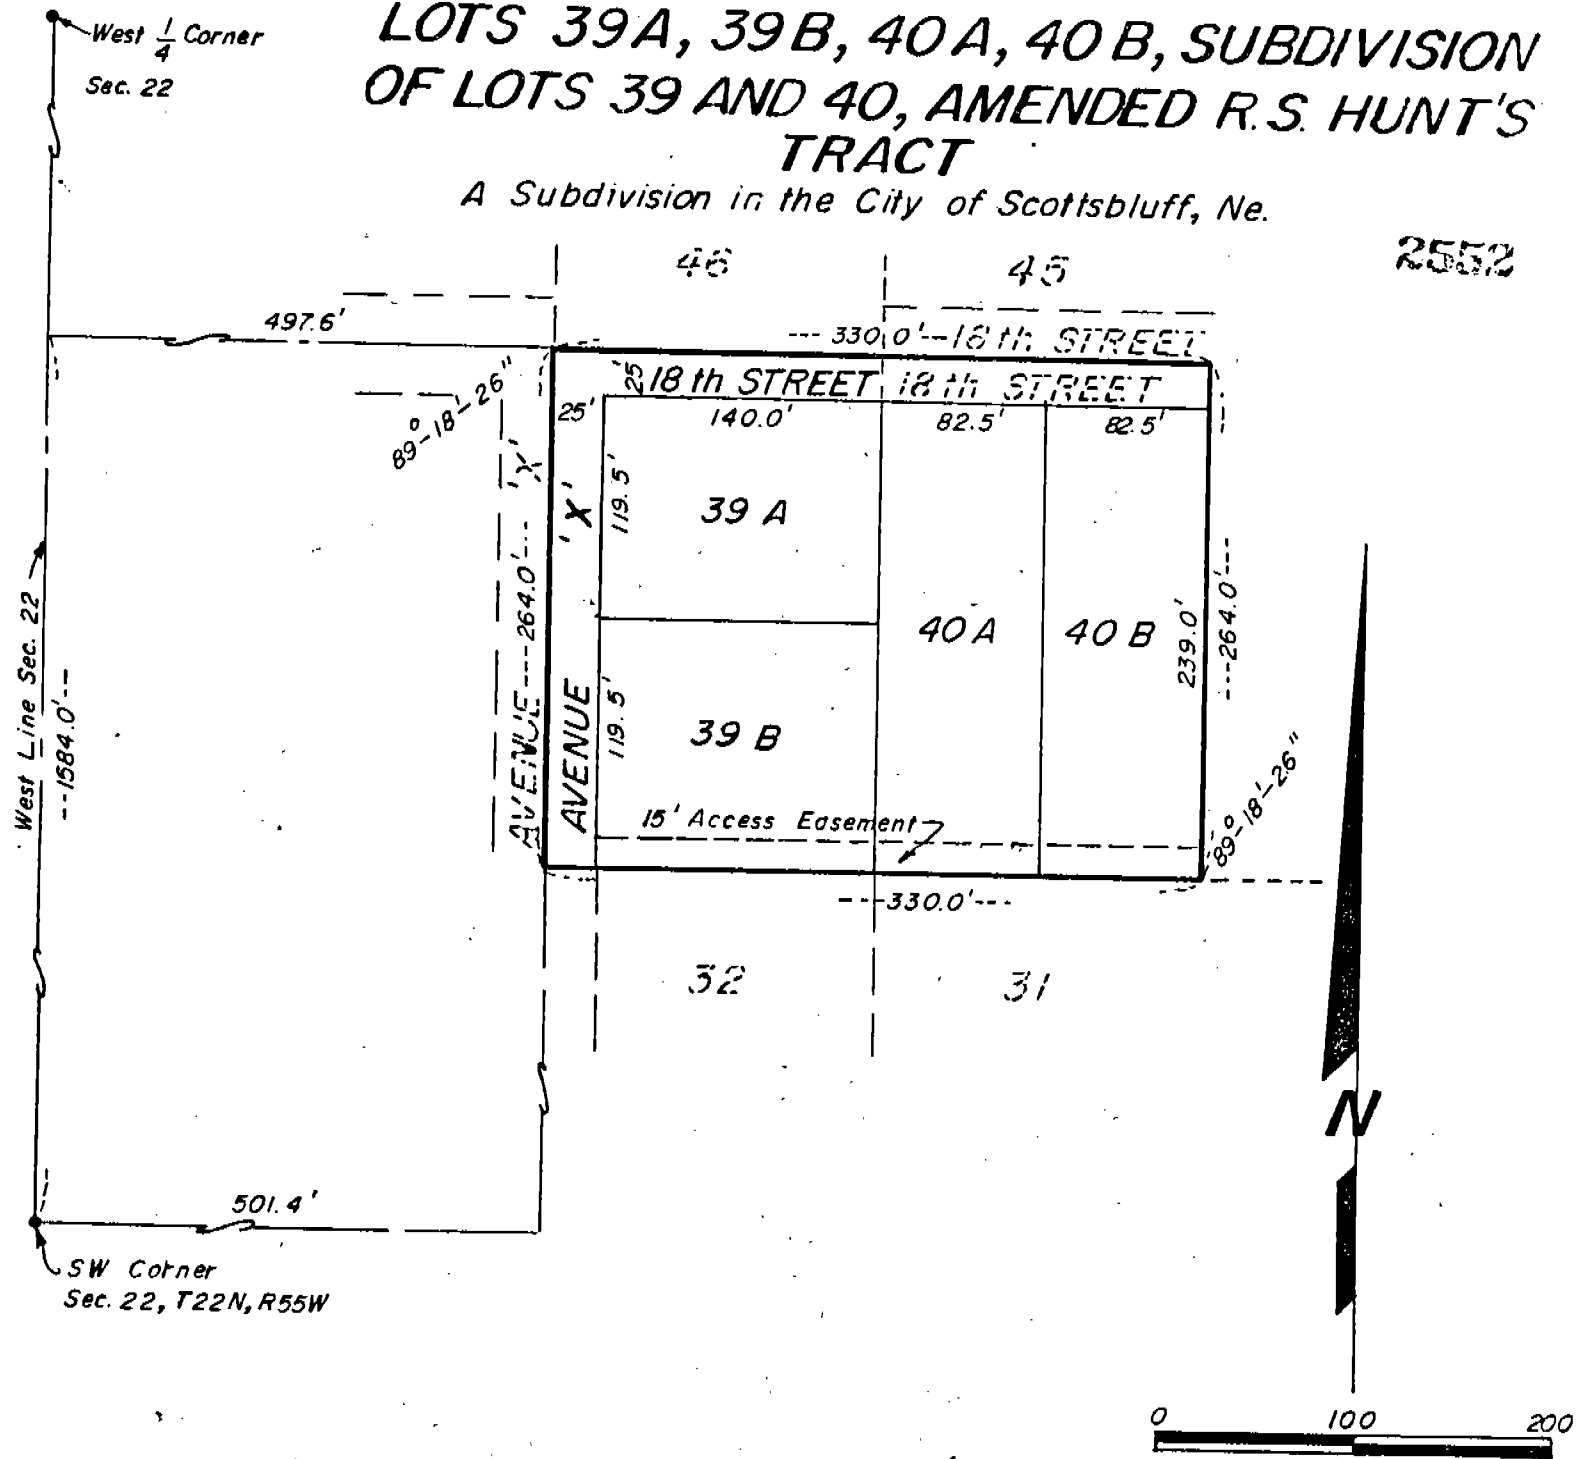 LOTS 39A, 39B, 40A, 40B, SUBDIVISION
OF LOTS 39 AND 40, AMENDED R.S. HUNT'S
TRACT
A Subdivision in the City of Scottsbluff, Ne.
2552
West 1/4 Corner
Sec. 22
46
45
497.6'
--- 330.0'--18th STREET
25'
18th STREET
18th STREET
89°-18'-26"
25'
140.0'
82.5'
82.5'
'X'
'X'
119.5'
39 A
AVENUE ---264.0'---
AVENUE
40 A
40 B
239.0'
---264.0'---
West Line Sec. 22
--1584.0'--
119.5'
39 B
15' Access Easement
89°-18'-26"
---330.0'---
32
31
N
501.4'
SW Corner
Sec. 22, T22N, R55W
0 100 200